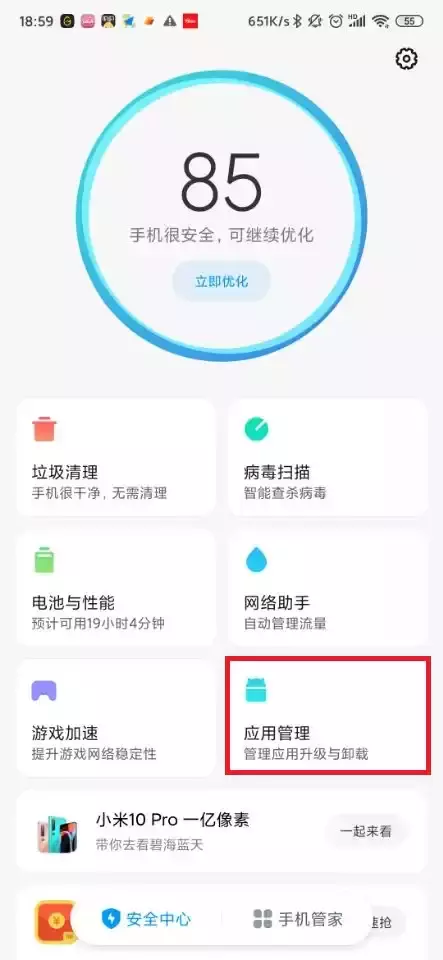 18:59 651K/s HD 55
85
手机很安全，可继续优化
立即优化
垃圾清理
手机很干净，无需清理
病毒扫描
智能查杀病毒
电池与性能
预计可用19小时4分钟
网络助手
自动管理流量
游戏加速
提升游戏网络稳定性
应用管理
管理应用升级与卸载
小米10 Pro 一亿像素
带你去看碧海蓝天
一起来看
安全中心
手机管家
速抢